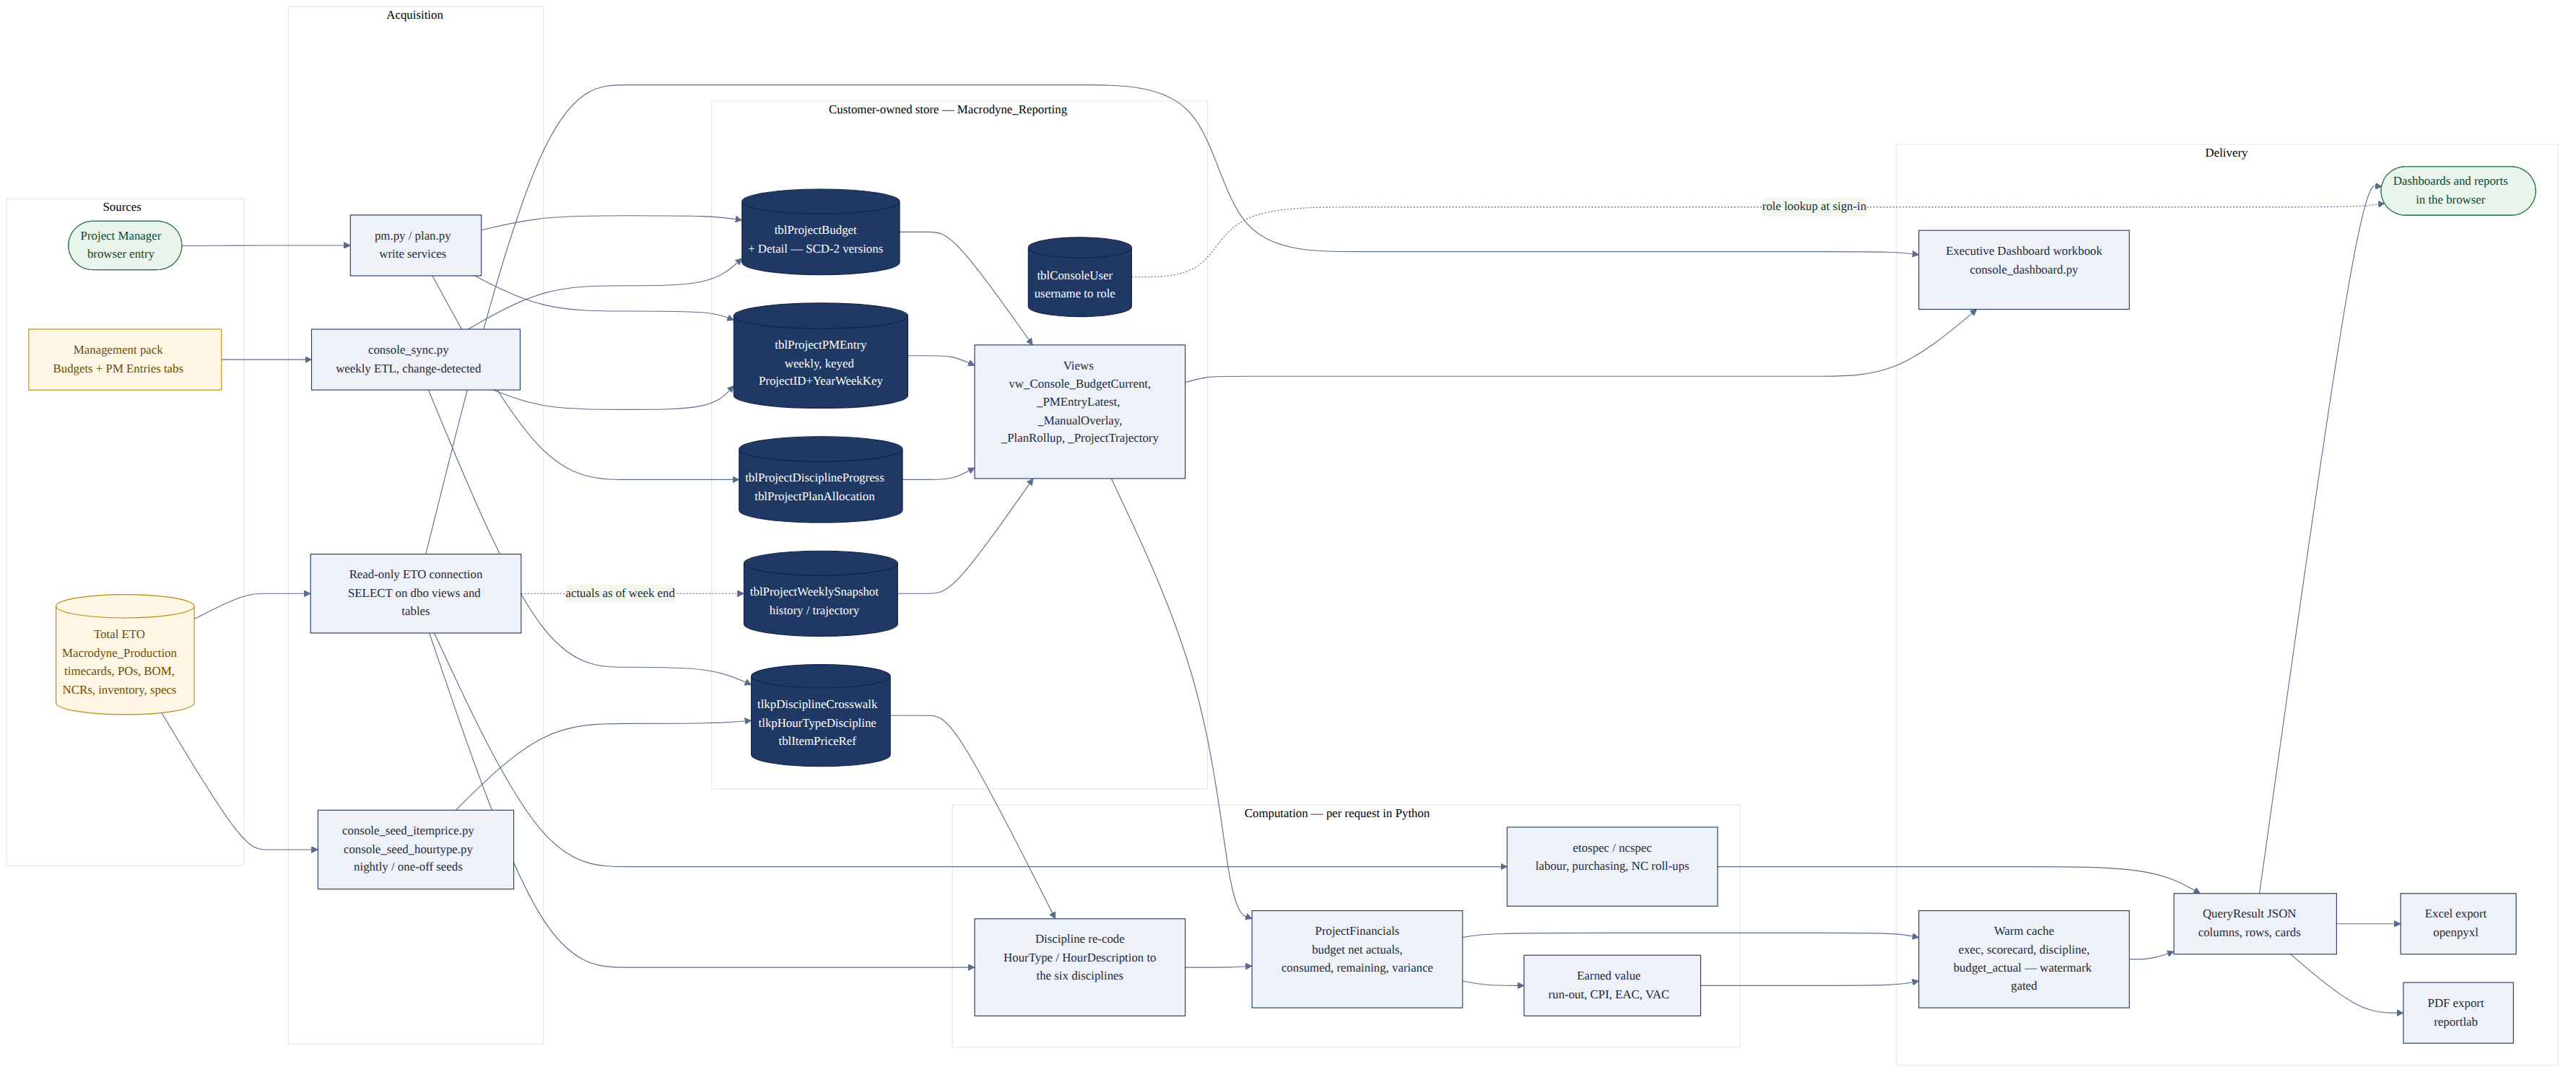 Acquisition
Customer-owned store — Macrodyne_Reporting
Delivery
Sources
Project Manager
browser entry
Management pack
Budgets + PM Entries tabs
Total ETO
Macrodyne_Production
timecards, POs, BOM,
NCRs, inventory, specs
pm.py / plan.py
write services
console_sync.py
weekly ETL, change-detected
Read-only ETO connection
SELECT on dbo views and
tables
console_seed_itemprice.py
console_seed_hourtype.py
nightly / one-off seeds
actuals as of week end
tblProjectBudget
+ Detail — SCD-2 versions
tblProjectPMEntry
weekly, keyed
ProjectID+YearWeekKey
tblProjectDisciplineProgress
tblProjectPlanAllocation
tblProjectWeeklySnapshot
history / trajectory
tlkpDisciplineCrosswalk
tlkpHourTypeDiscipline
tblItemPriceRef
tblConsoleUser
username to role
Views
vw_Console_BudgetCurrent,
_PMEntryLatest,
_ManualOverlay,
_PlanRollup, _ProjectTrajectory
role lookup at sign-in
Computation — per request in Python
Discipline re-code
HourType / HourDescription to
the six disciplines
ProjectFinancials
budget net actuals,
consumed, remaining, variance
etospec / ncspec
labour, purchasing, NC roll-ups
Earned value
run-out, CPI, EAC, VAC
Executive Dashboard workbook
console_dashboard.py
Warm cache
exec, scorecard, discipline,
budget_actual — watermark
gated
QueryResult JSON
columns, rows, cards
Dashboards and reports
in the browser
Excel export
openpyxl
PDF export
reportlab